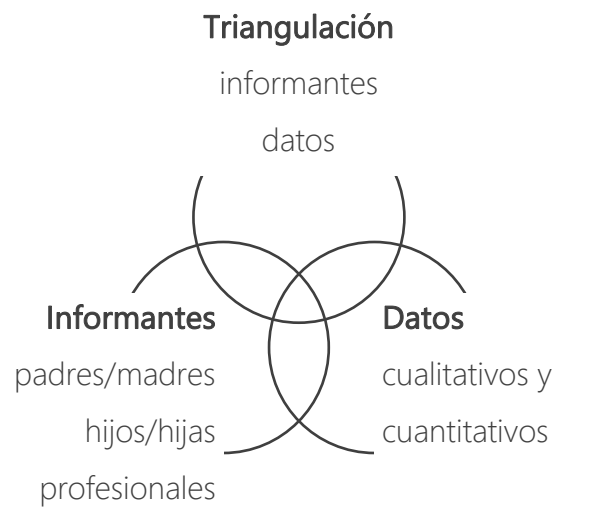 Triangulación
informantes
datos
Informantes
padres/madres
hijos/hijas
profesionales
Datos
cualitativos y
cuantitativos